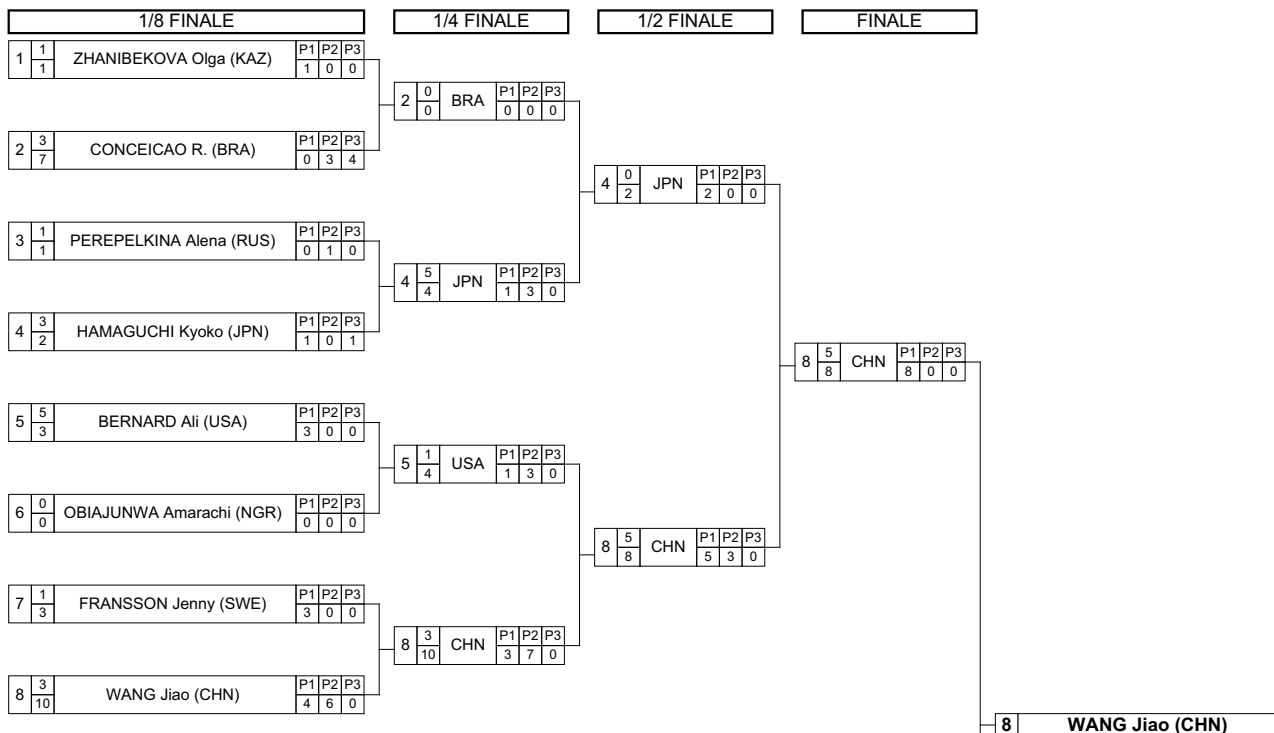 1/8 FINALE 1/4 FINALE 1/2 FINALE FINALE
1 1 ZHANIBEKOVA Olga (KAZ) P1 P2 P3
1 1 0 0
2 0 BRA P1 P2 P3
0 0 0 0
2 3 CONCEICAO R. (BRA) P1 P2 P3
7 0 3 4
4 0 JPN P1 P2 P3
2 2 0 0
3 1 PEREPELKINA Alena (RUS) P1 P2 P3
1 0 1 0
4 5 JPN P1 P2 P3
4 1 3 0
4 3 HAMAGUCHI Kyoko (JPN) P1 P2 P3
2 1 0 1
8 5 CHN P1 P2 P3
8 8 0 0
5 5 BERNARD Ali (USA) P1 P2 P3
3 3 0 0
5 1 USA P1 P2 P3
4 1 3 0
6 0 OBIAJUNWA Amarachi (NGR) P1 P2 P3
0 0 0 0
8 5 CHN P1 P2 P3
8 5 3 0
7 1 FRANSSON Jenny (SWE) P1 P2 P3
3 3 0 0
8 3 CHN P1 P2 P3
10 3 7 0
8 3 WANG Jiao (CHN) P1 P2 P3
10 4 6 0
8 WANG Jiao (CHN)